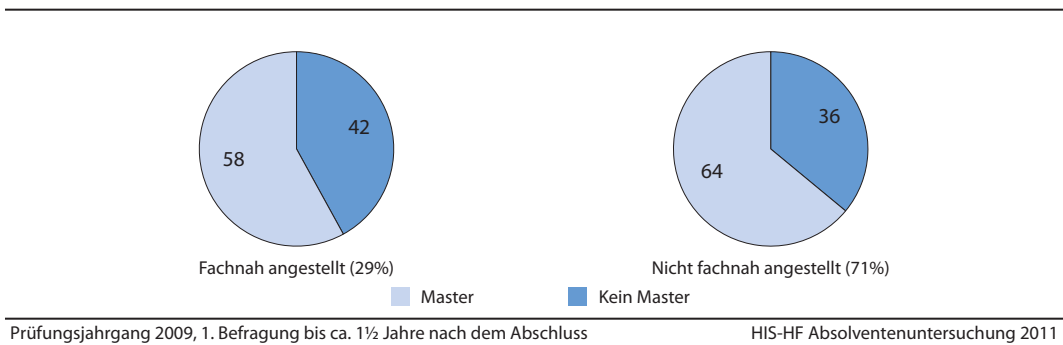 42
58
36
64
Fachnah angestellt (29%)
Nicht fachnah angestellt (71%)
Master
Kein Master
Prüfungsjahrgang 2009, 1. Befragung bis ca. 1½ Jahre nach dem Abschluss
HIS-HF Absolventenuntersuchung 2011